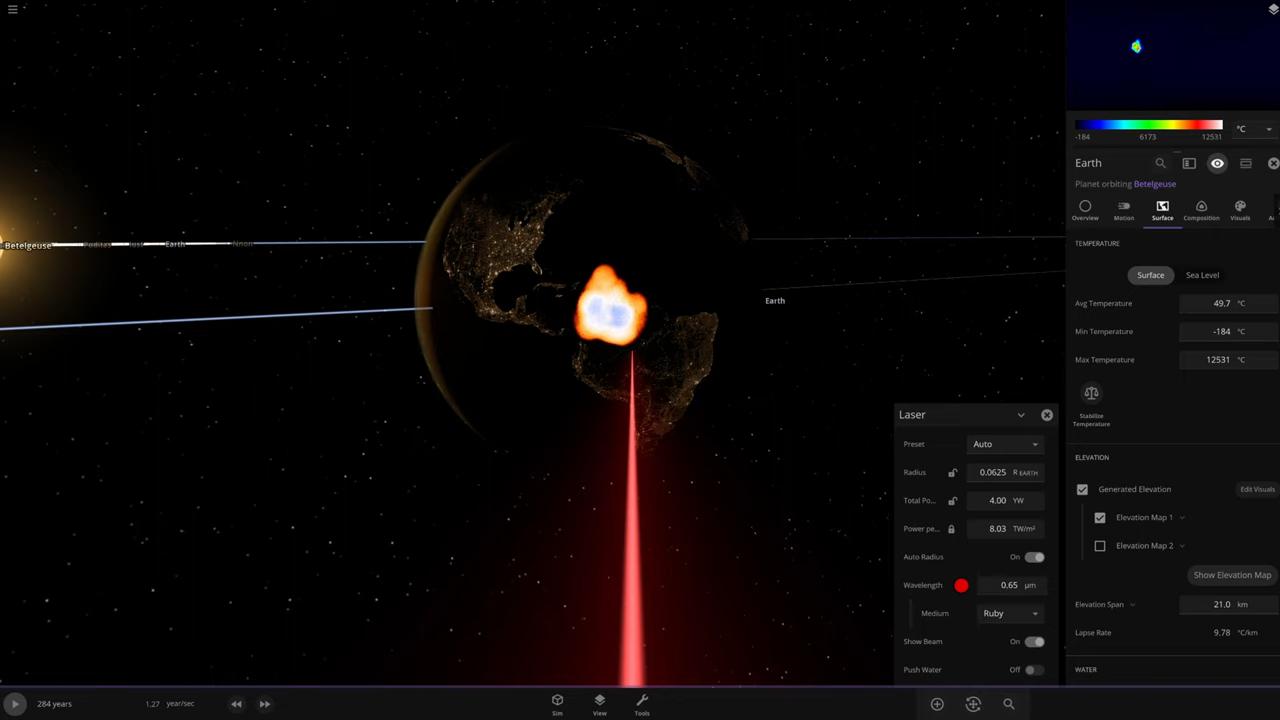 -184
6173
12531
°C
Earth
Planet orbiting Betelgeuse
Overview
Motion
Surface
Composition
Visuals
TEMPERATURE
Surface
Sea Level
Avg Temperature
49.7 °C
Min Temperature
-184 °C
Max Temperature
12531 °C
Stabilize
Temperature
ELEVATION
Generated Elevation
Edit Visuals
Elevation Map 1
Elevation Map 2
Show Elevation Map
Elevation Span
21.0 km
Lapse Rate
9.78 °C/km
WATER
Betelgeuse
Earth
Earth
Laser
Preset
Auto
Radius
0.0625 R EARTH
Total Po...
4.00 YW
Power pe...
8.03 TW/m²
Auto Radius
On
Wavelength
0.65 μm
Medium
Ruby
Show Beam
On
Push Water
Off
284 years
1.27 year/sec
Sim
View
Tools